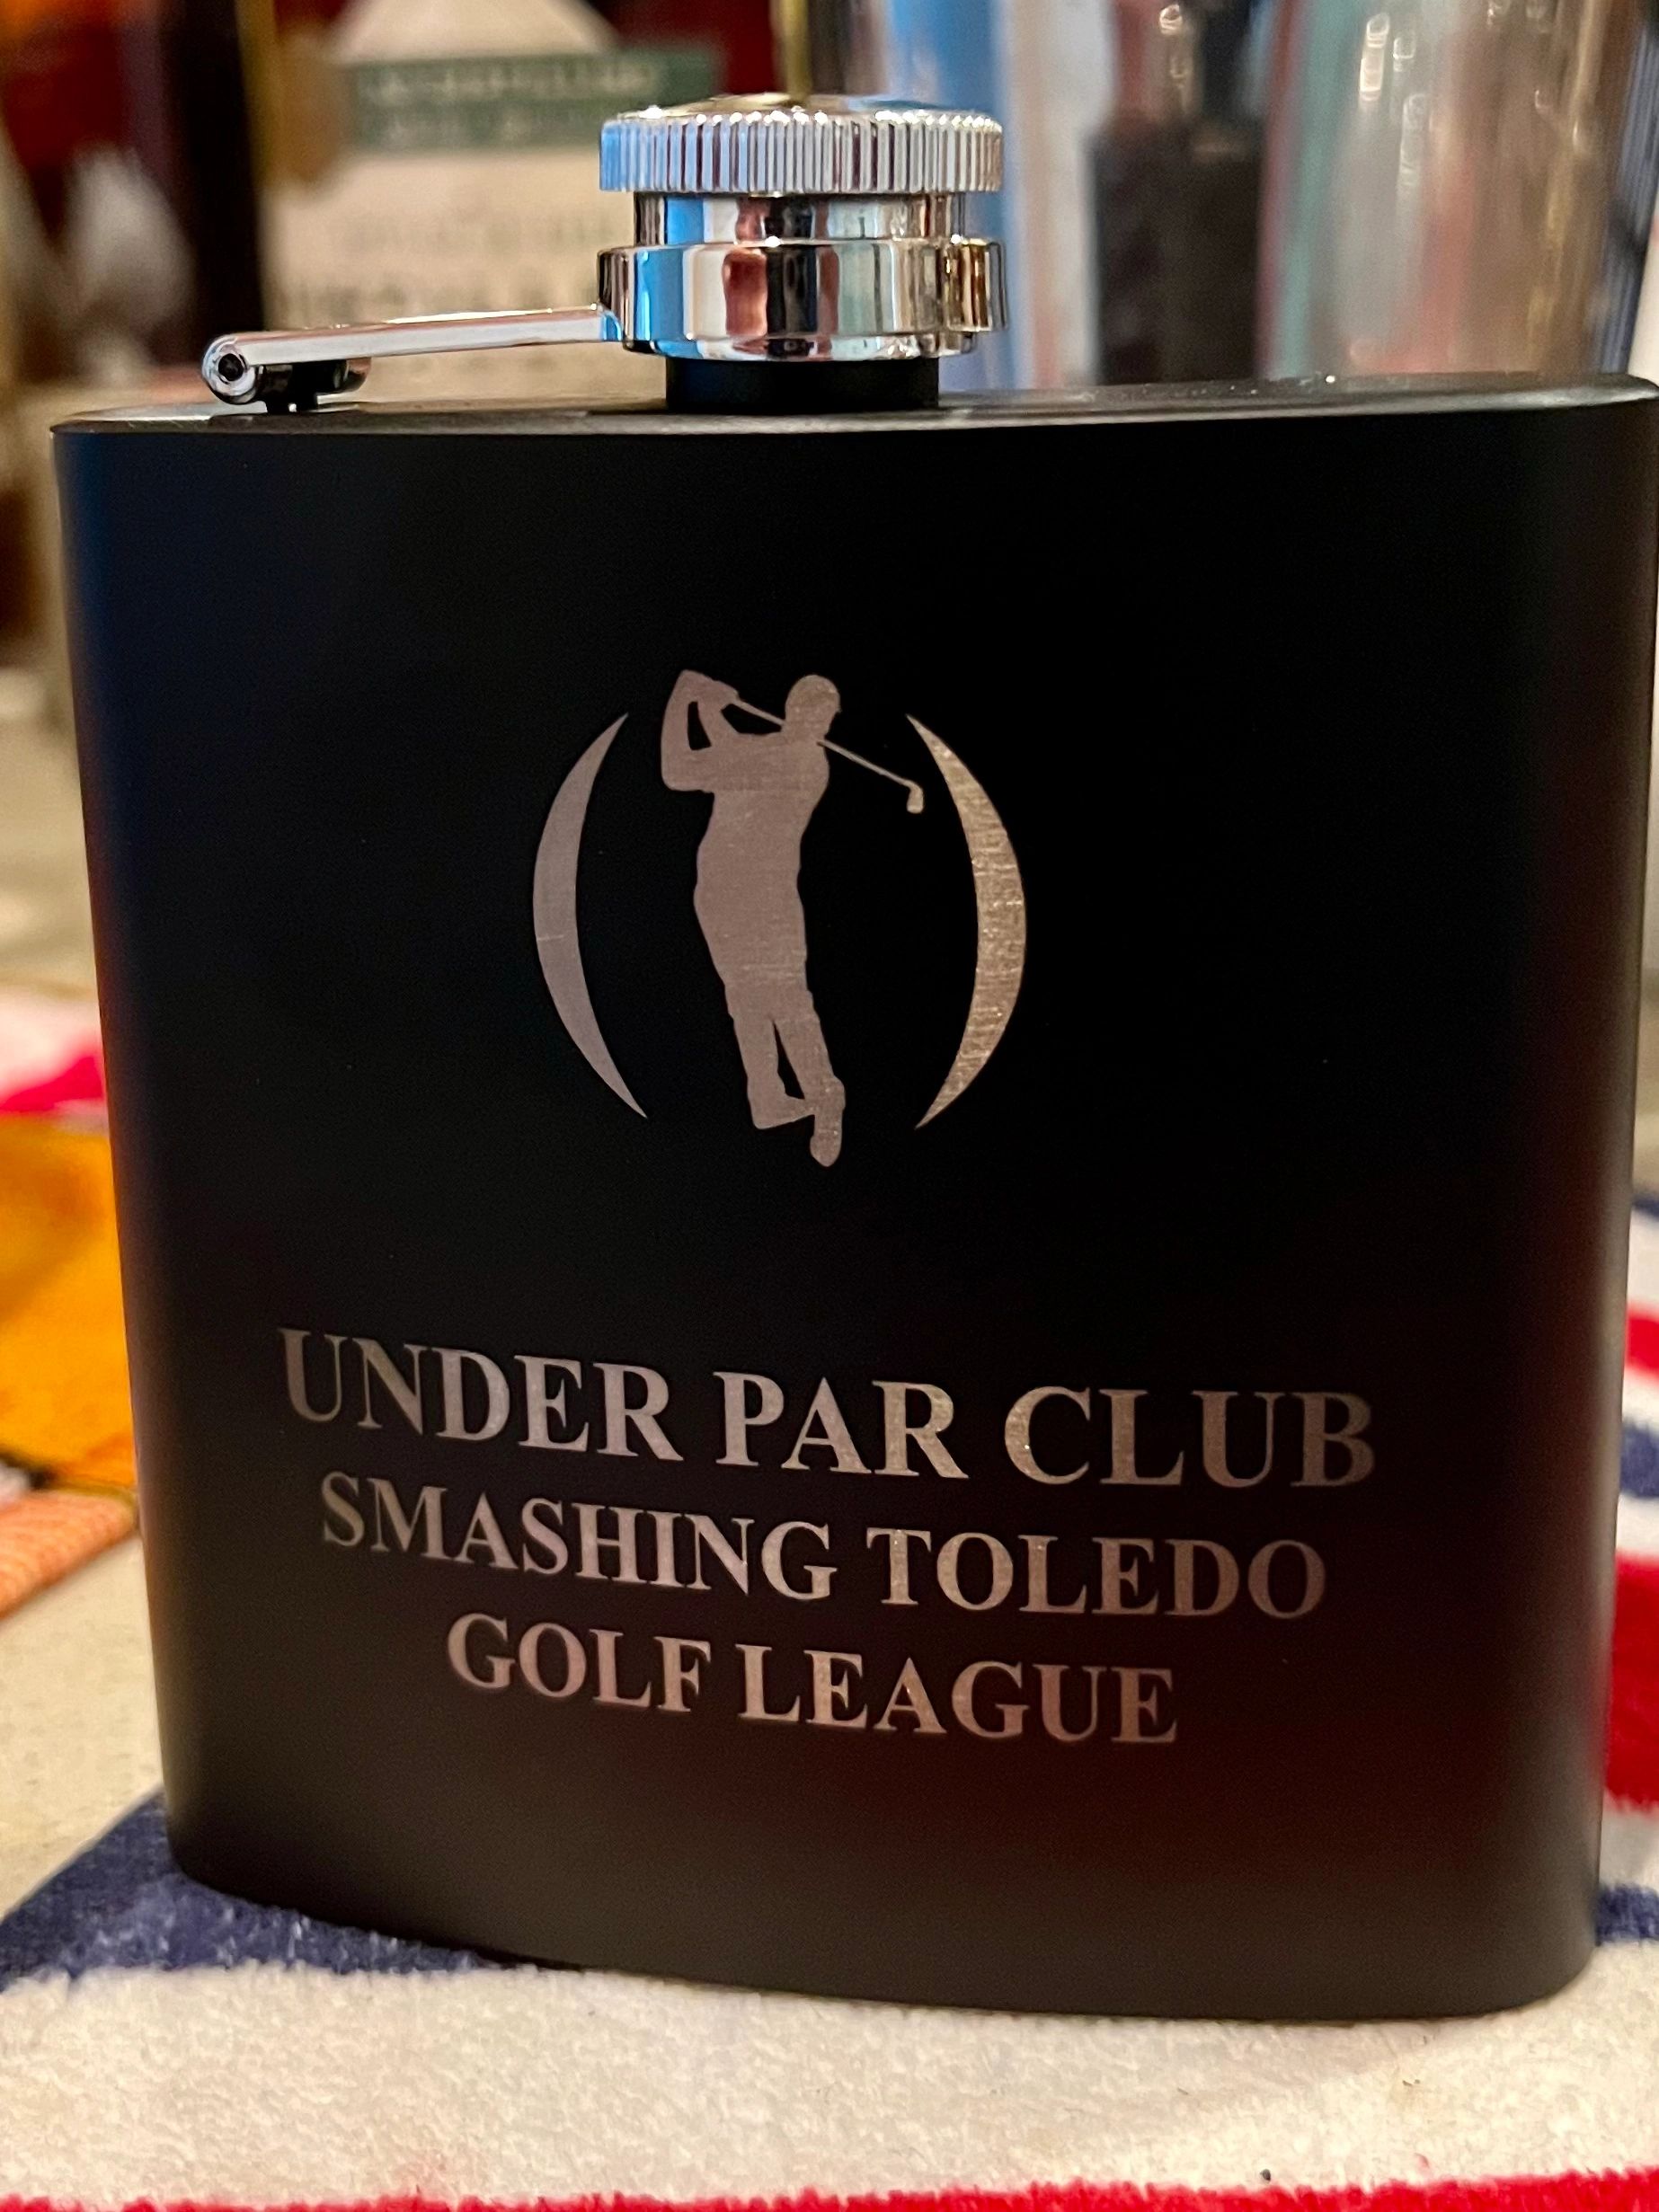 UNDER PAR CLUB
SMASHING TOLEDO
GOLF LEAGUE